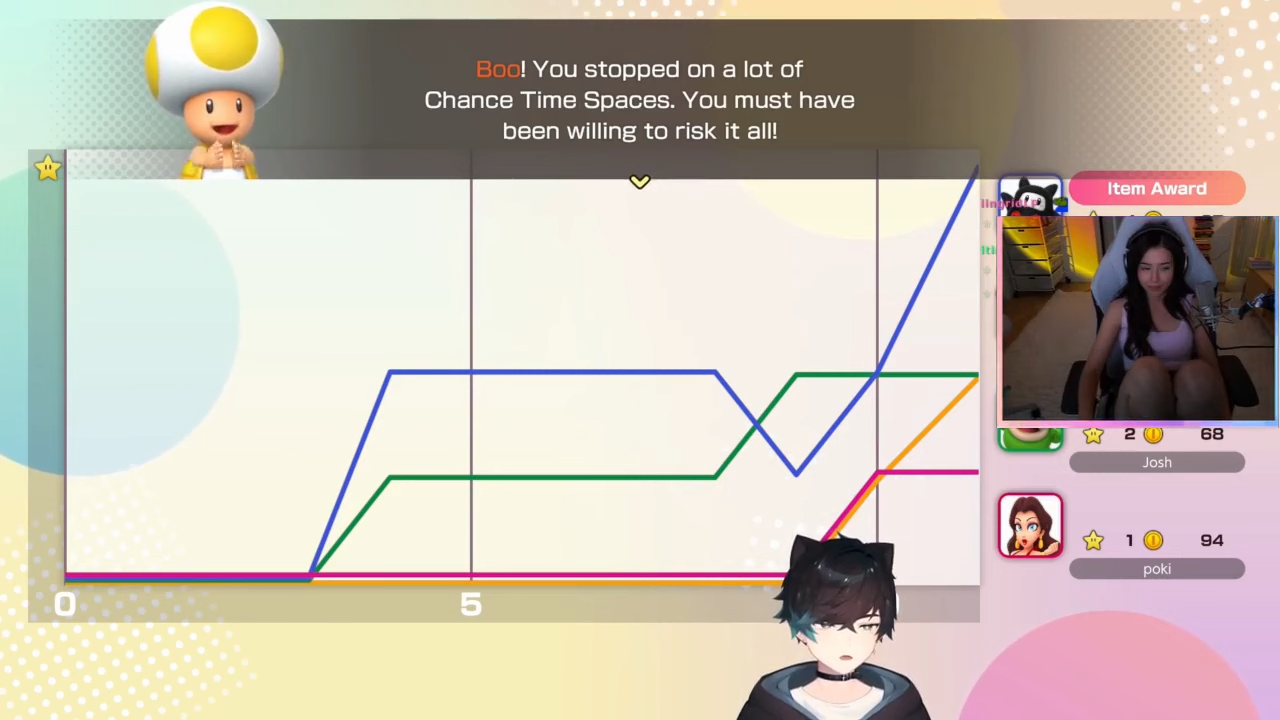 Boo! You stopped on a lot of
Chance Time Spaces. You must have
been willing to risk it all!
Item Award
2 68
Josh
1 94
poki
0
5